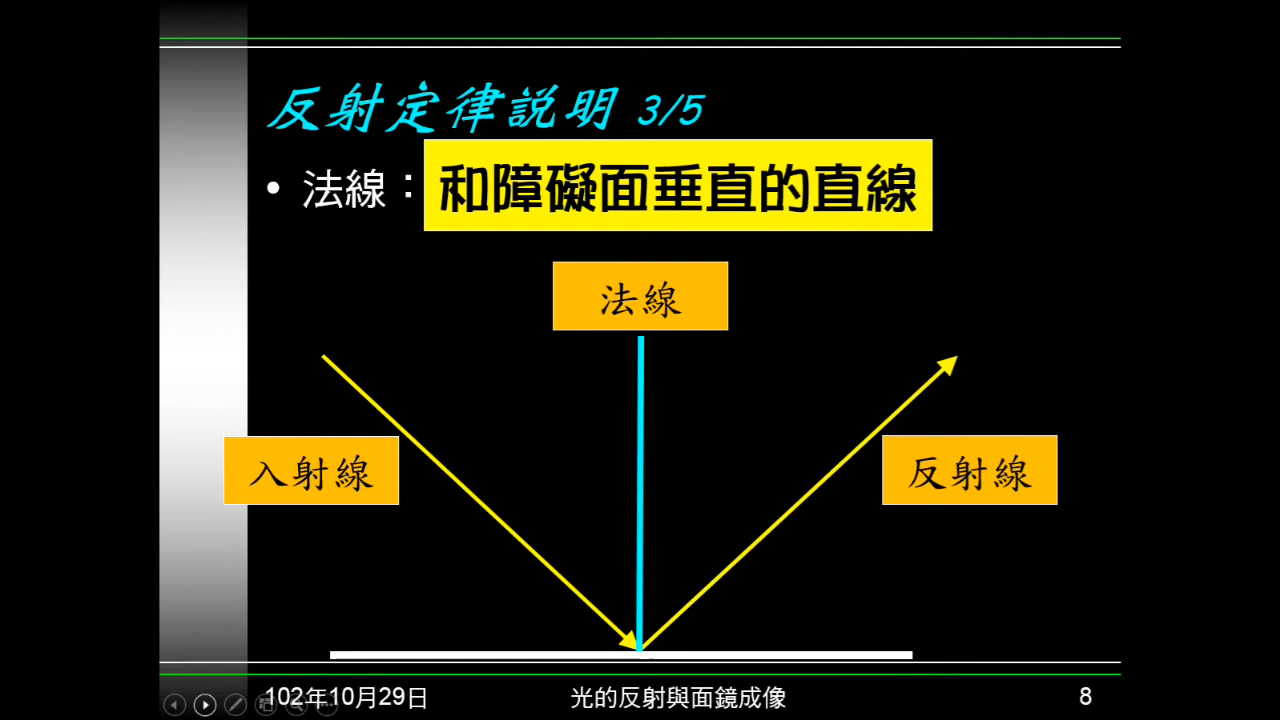 反射定律説明 3/5
• 法線：和障礙面垂直的直線
法線
入射線
反射線
102年10月29日
光的反射與面鏡成像
8